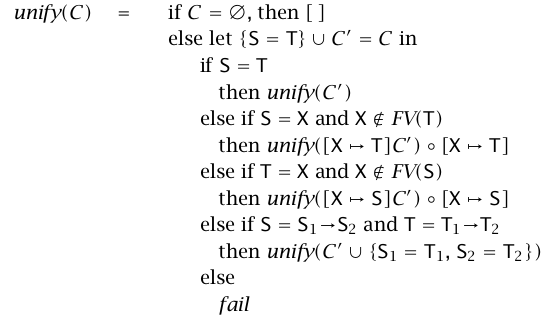 unify(C) = if C = ∅, then [ ]
else let {S = T} ∪ C′ = C in
if S = T
then unify(C′)
else if S = X and X ∉ FV(T)
then unify([X ↦ T]C′) ∘ [X ↦ T]
else if T = X and X ∉ FV(S)
then unify([X ↦ S]C′) ∘ [X ↦ S]
else if S = S₁→S₂ and T = T₁→T₂
then unify(C′ ∪ {S₁ = T₁, S₂ = T₂})
else
fail